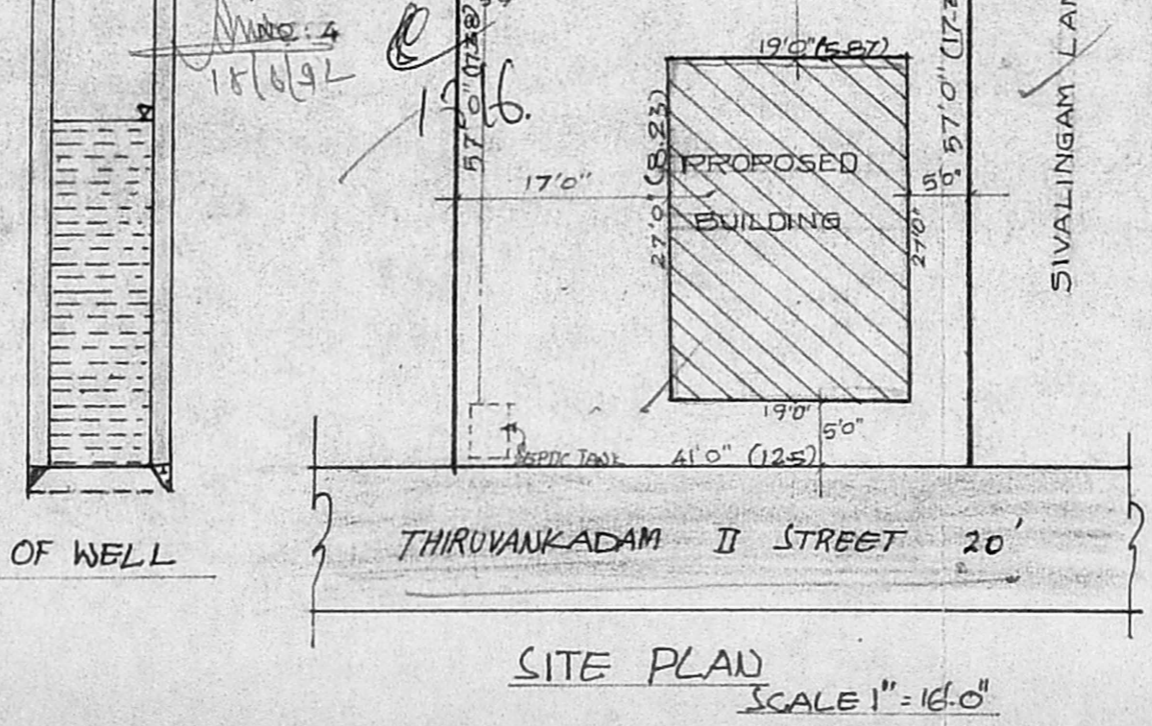 NO: 4
18/6/92
57'0" (17.38)
19'0" (5.87)
17'0"
27'0" (8.23)
PROPOSED
BUILDING
27'0"
5'0"
57'0"
SIVALINGAM
19'0"
5'0"
SEPTIC TANK
41'0" (12.5)
OF WELL
THIRUVANKADAM II STREET 20'
SITE PLAN
SCALE 1" = 16'.0"